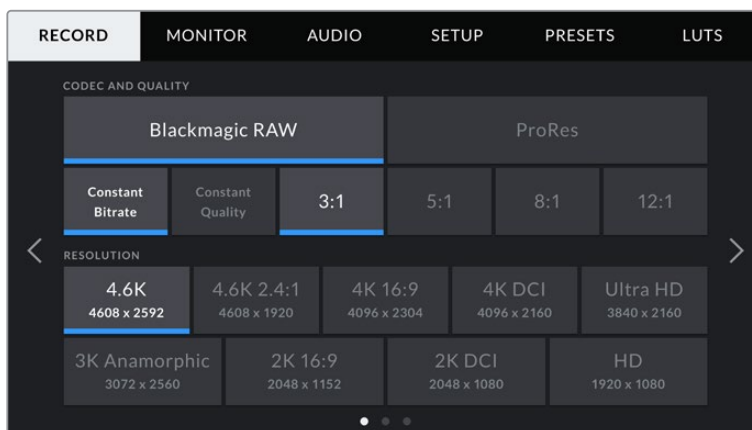 RECORD MONITOR AUDIO SETUP PRESETS LUTS
CODEC AND QUALITY
Blackmagic RAW ProRes
Constant Bitrate Constant Quality 3:1 5:1 8:1 12:1
RESOLUTION
4.6K 4.6K 2.4:1 4K 16:9 4K DCI Ultra HD
4608 x 2592 4608 x 1920 4096 x 2304 4096 x 2160 3840 x 2160
3K Anamorphic 2K 16:9 2K DCI HD
3072 x 2560 2048 x 1152 2048 x 1080 1920 x 1080